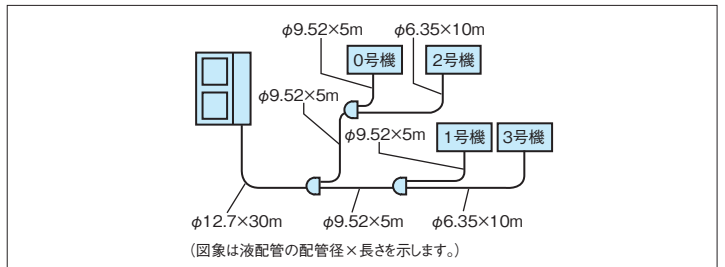 φ9.52×5m
φ6.35×10m
0号機
2号機
φ9.52×5m
φ9.52×5m
1号機
3号機
φ12.7×30m
φ9.52×5m
φ6.35×10m
(図象は液配管の配管径×長さを示します。)